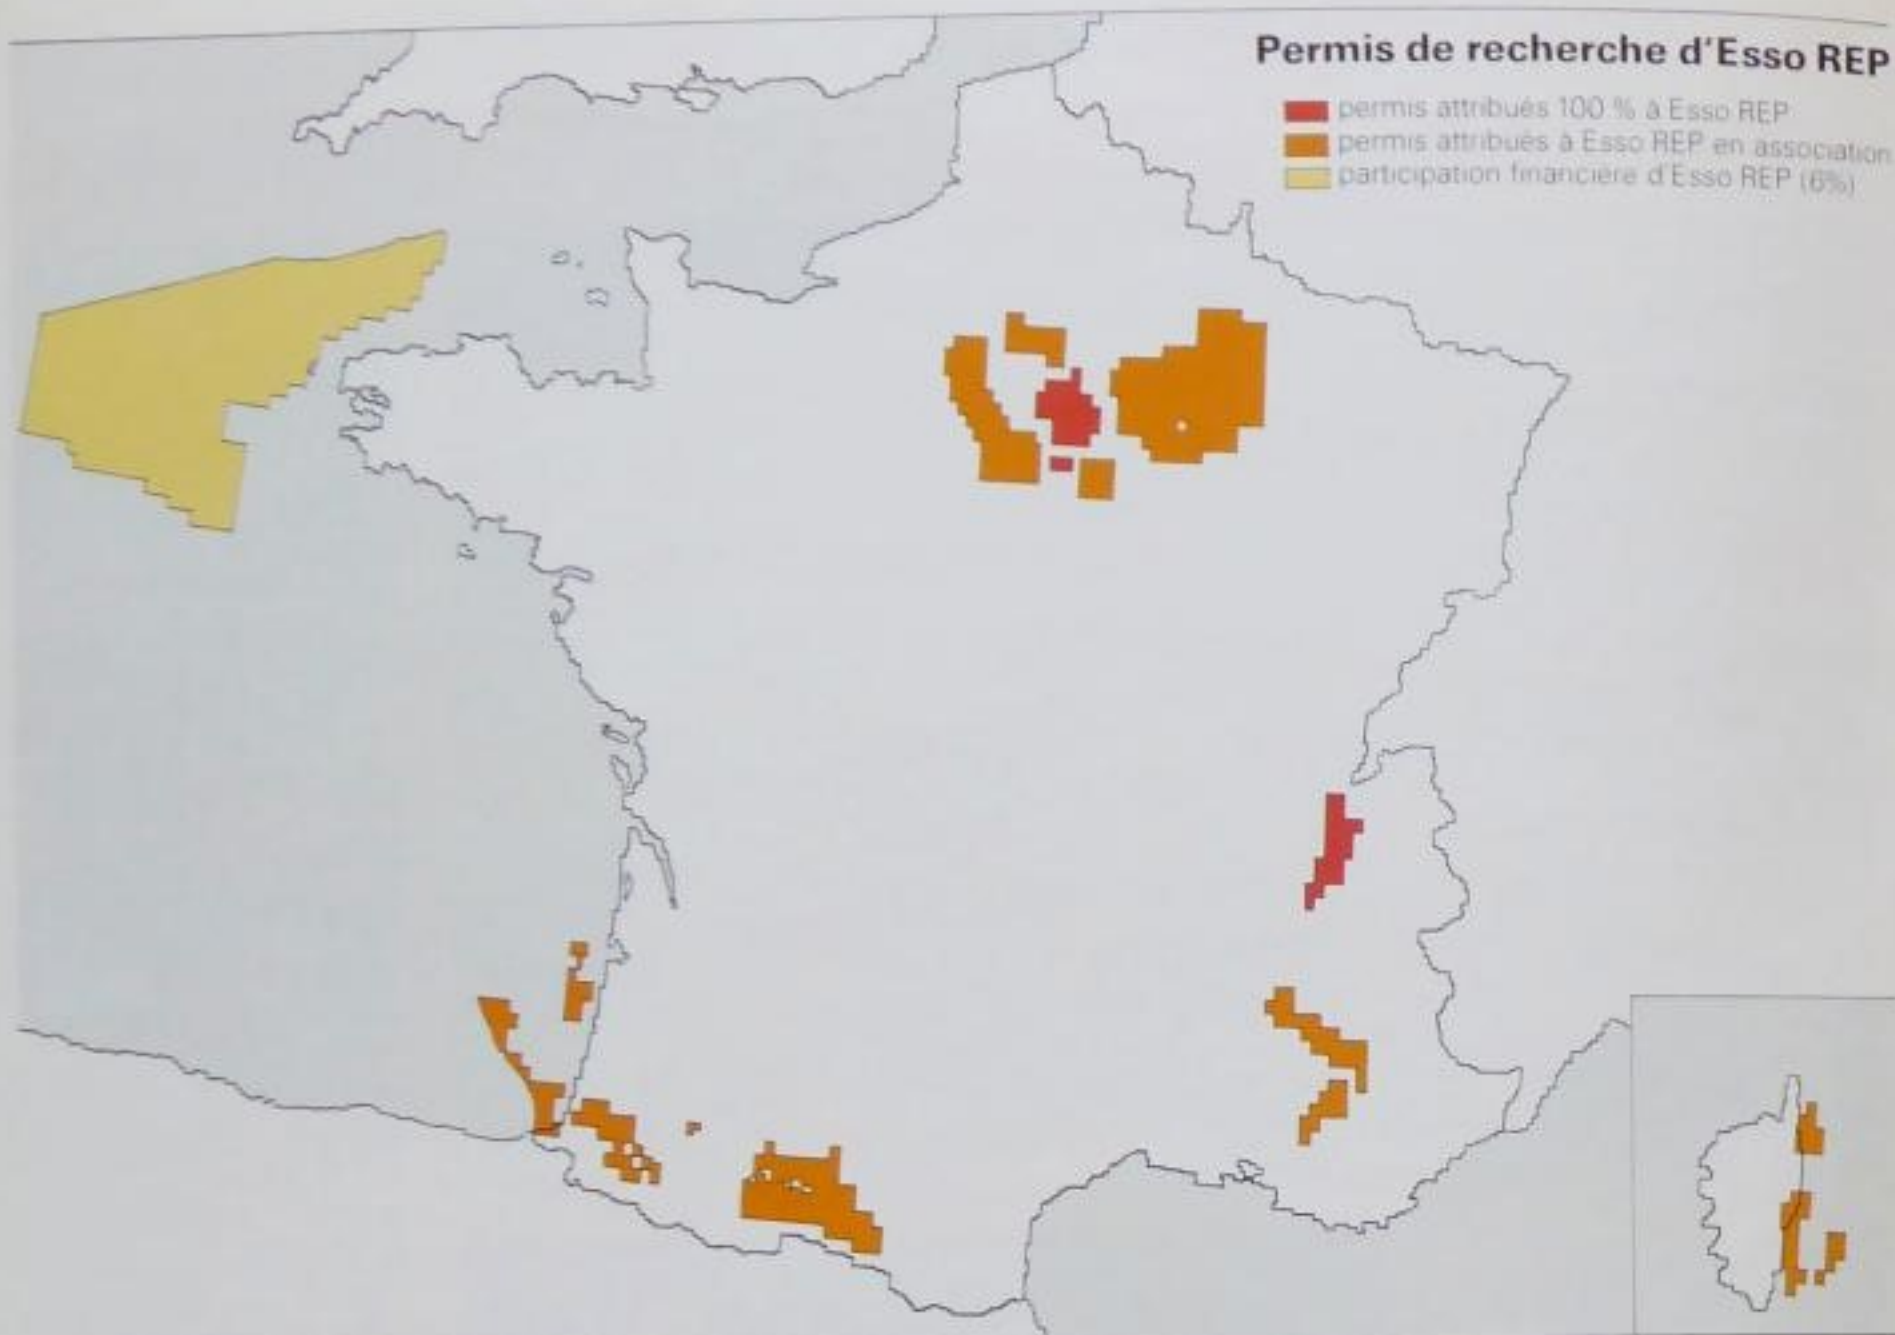 Permis de recherche d'Esso REP
permis attribués 100 % à Esso REP
permis attribués à Esso REP en association
participation financière d'Esso REP (6%)